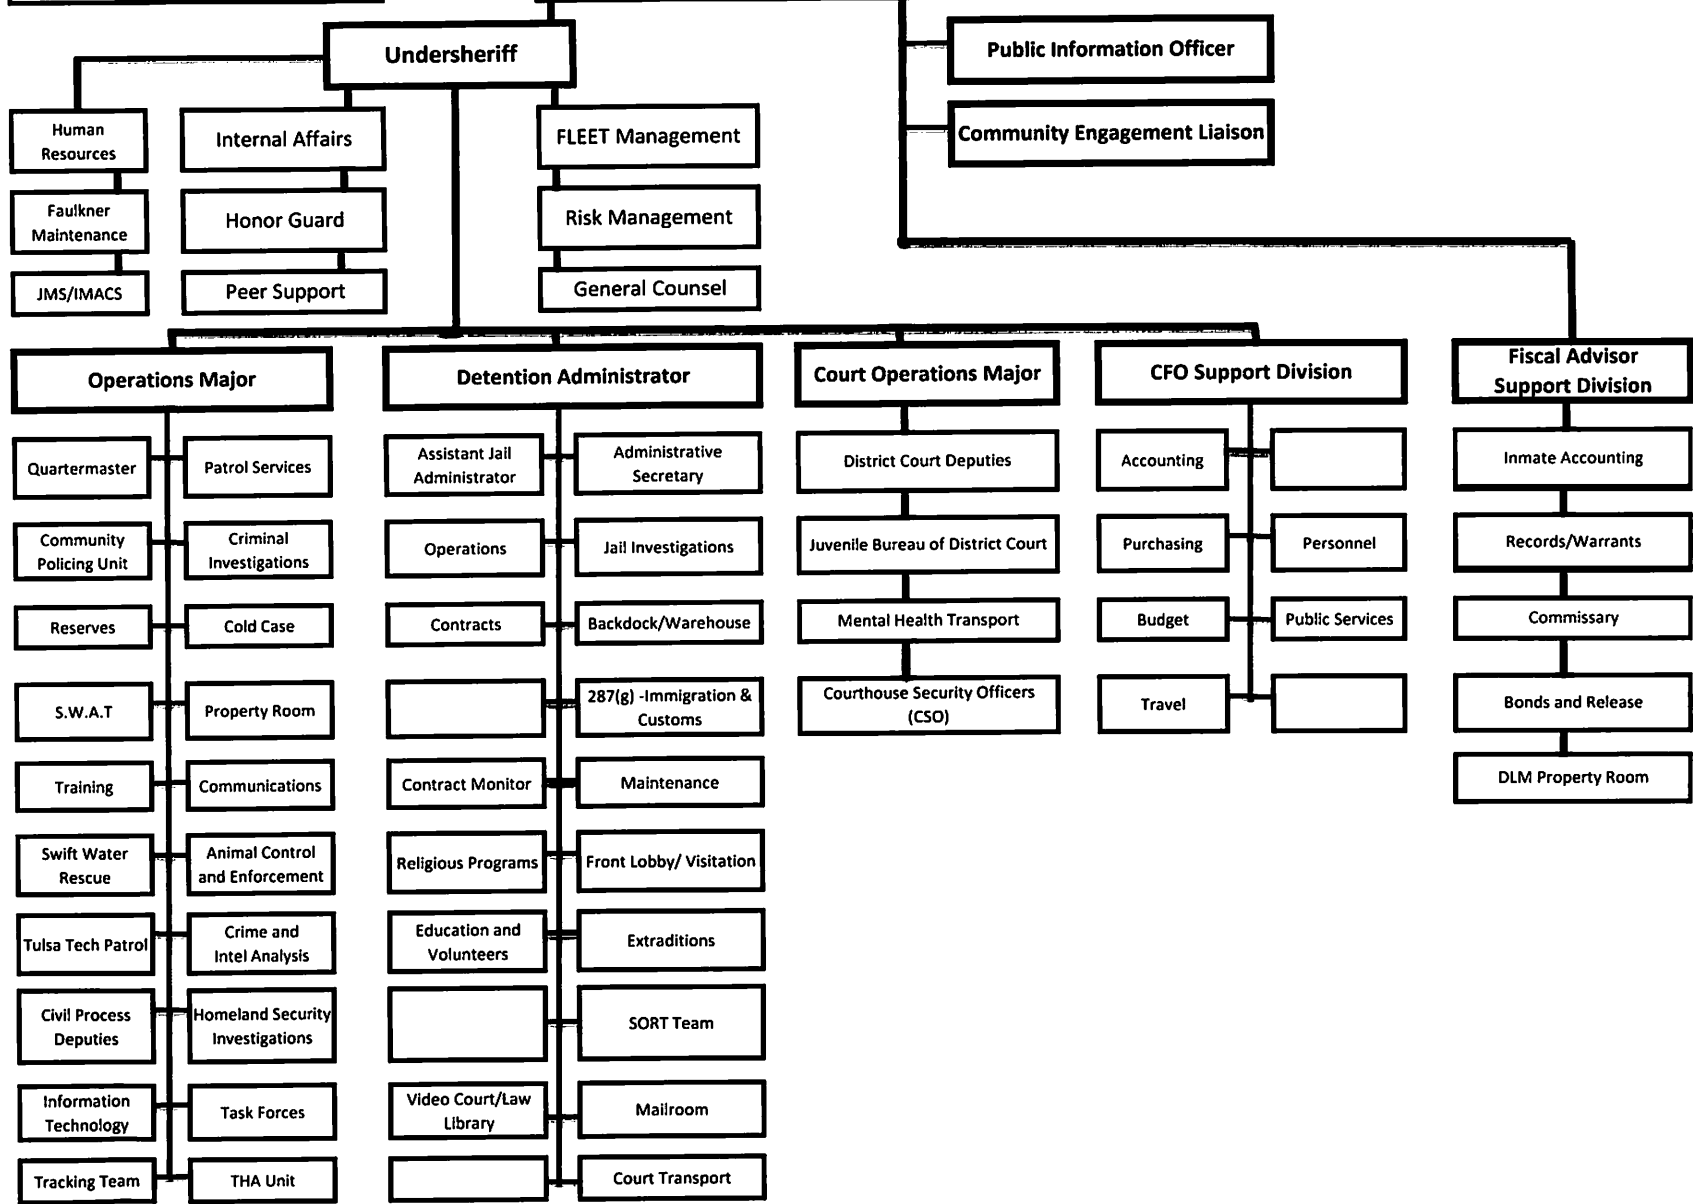 Undersheriff
Public Information Officer
Community Engagement Liaison
Human
Resources
Internal Affairs
FLEET Management
Faulkner
Maintenance
Honor Guard
Risk Management
JMS/IMACS
Peer Support
General Counsel
Operations Major
Quartermaster
Patrol Services
Community
Policing Unit
Criminal
Investigations
Reserves
Cold Case
S.W.A.T
Property Room
Training
Communications
Swift Water
Rescue
Animal Control
and Enforcement
Tulsa Tech Patrol
Crime and
Intel Analysis
Civil Process
Deputies
Homeland Security
Investigations
Information
Technology
Task Forces
Tracking Team
THA Unit
Detention Administrator
Assistant Jail
Administrator
Administrative
Secretary
Operations
Jail Investigations
Contracts
Backdock/Warehouse
287(g) -Immigration &
Customs
Contract Monitor
Maintenance
Religious Programs
Front Lobby/ Visitation
Education and
Volunteers
Extraditions
SORT Team
Video Court/Law
Library
Mailroom
Court Transport
Court Operations Major
District Court Deputies
Juvenile Bureau of District Court
Mental Health Transport
Courthouse Security Officers
(CSO)
CFO Support Division
Accounting
Purchasing
Personnel
Budget
Public Services
Travel
Fiscal Advisor
Support Division
Inmate Accounting
Records/Warrants
Commissary
Bonds and Release
DLM Property Room